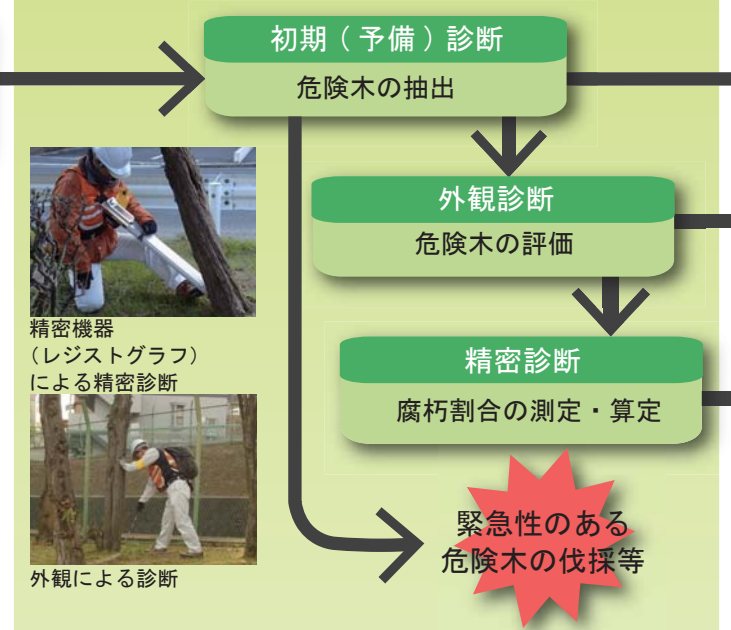 初期（予備）診断
危険木の抽出
外観診断
危険木の評価
精密機器
（レジストグラフ）
による精密診断
精密診断
腐朽割合の測定・算定
緊急性のある
危険木の伐採等
外観による診断